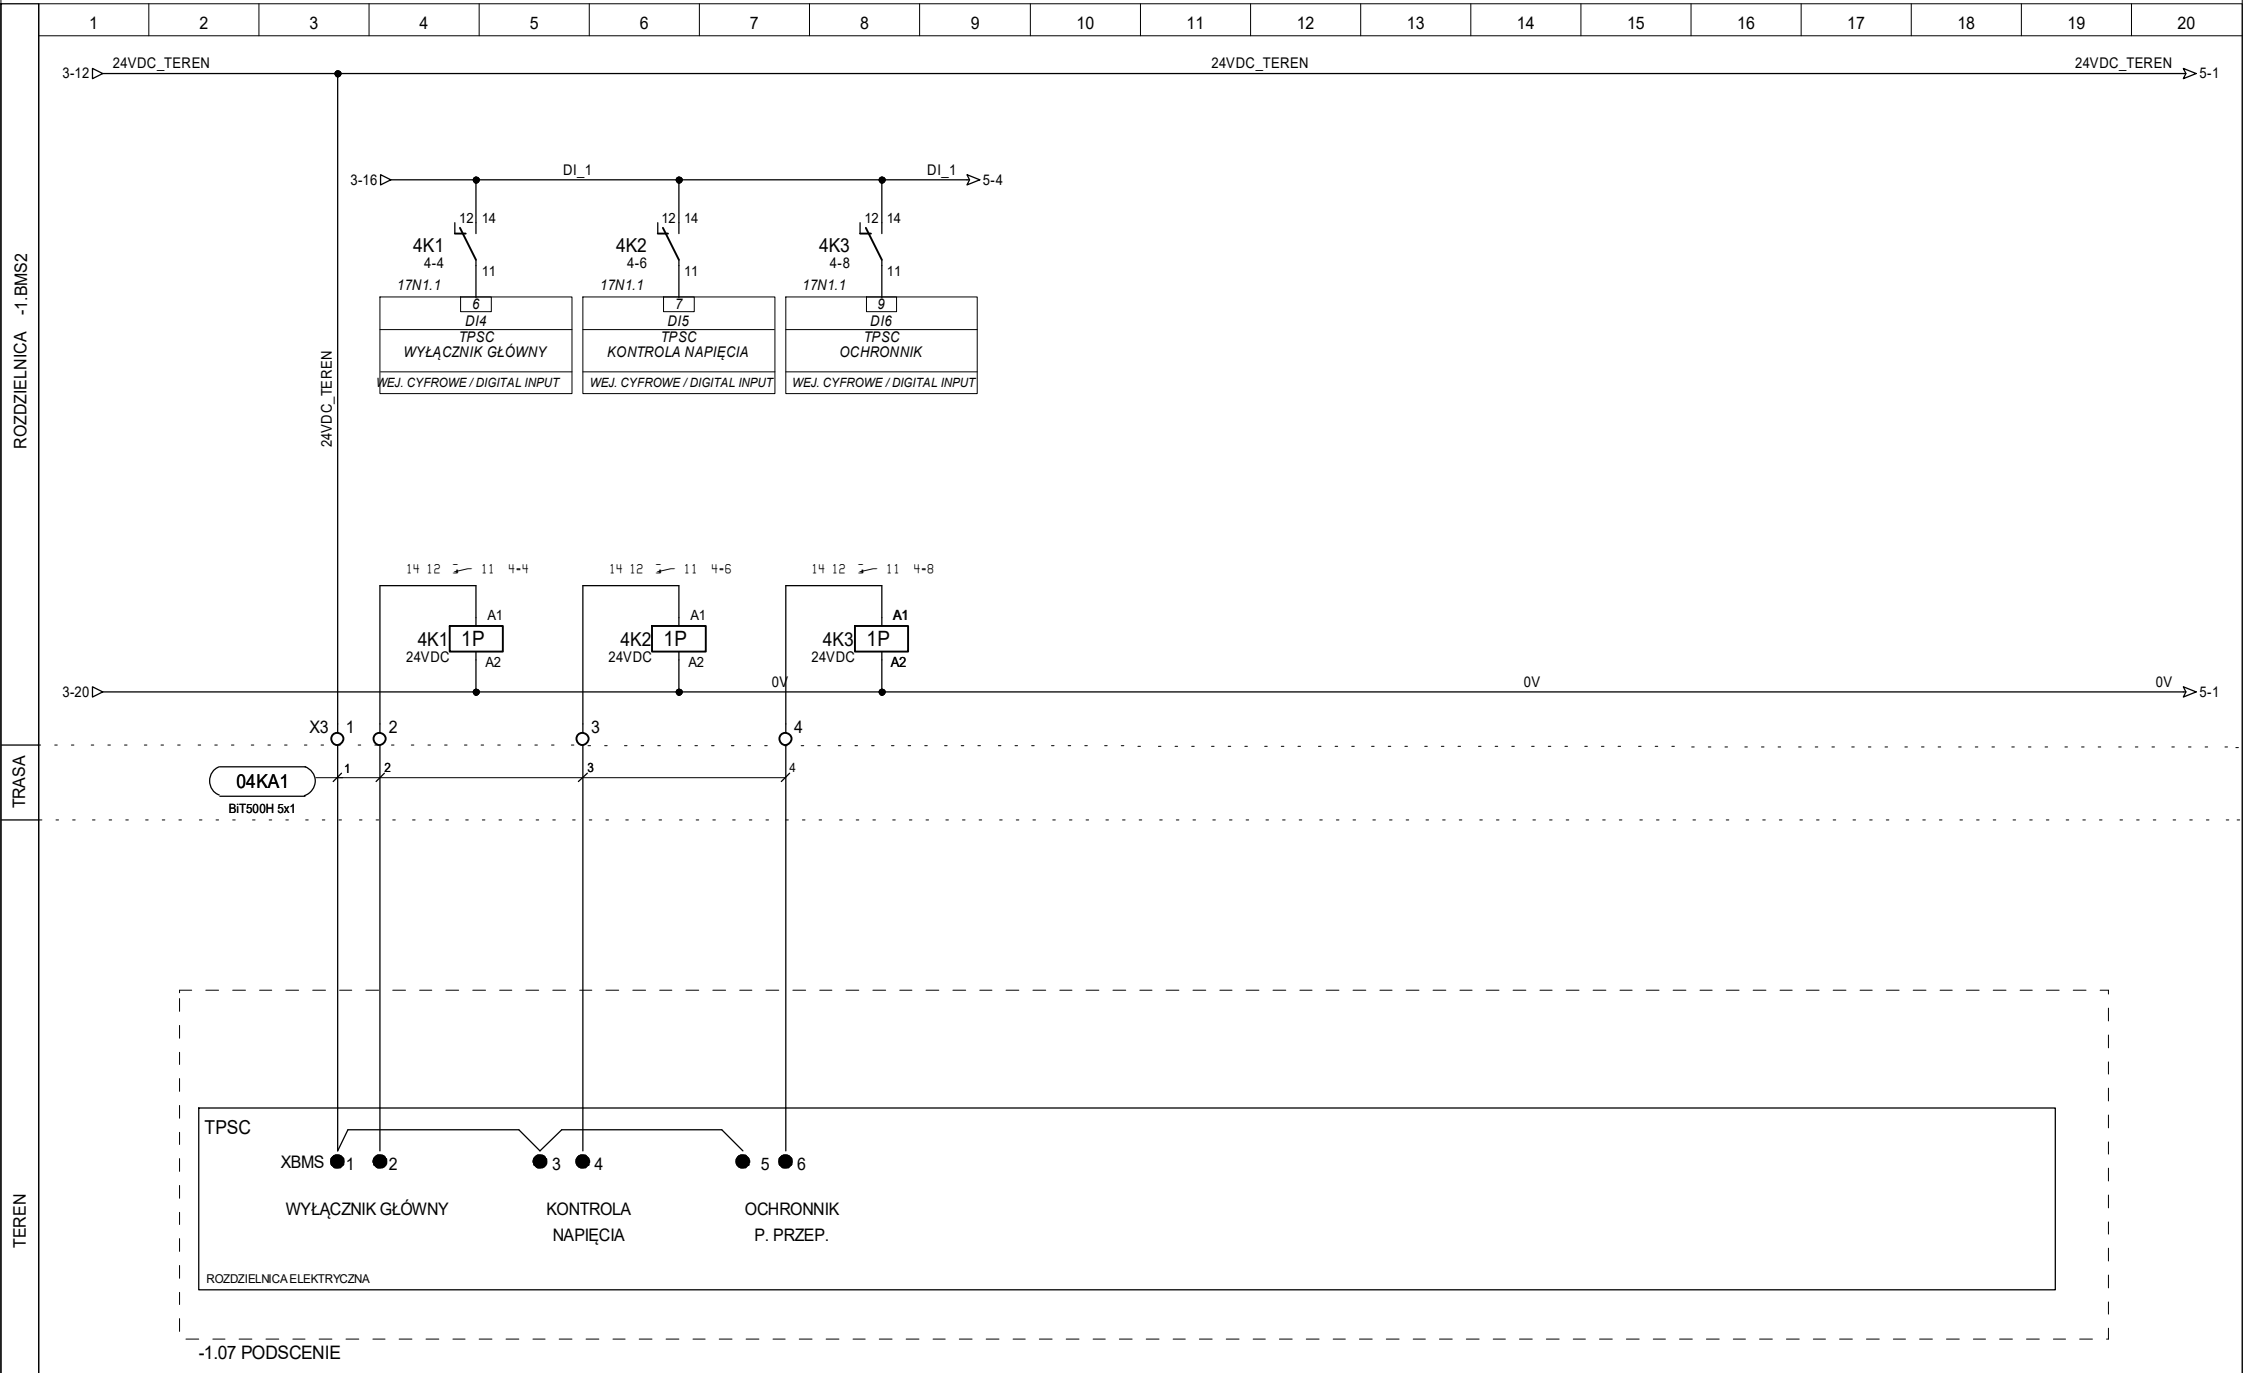 1 2 3 4 5 6 7 8 9 10 11 12 13 14 15 16 17 18 19 20
3-12 24VDC_TEREN 24VDC_TEREN 24VDC_TEREN 5-1
3-16 DI_1 DI_1 5-4
12 14 12 14 12 14
4K1 4K2 4K3
4-4 4-6 4-8
11 11 11
17N1.1 17N1.1 17N1.1
6 7 9
DI4 DI5 DI6
TPSC TPSC TPSC
WYŁĄCZNIK GŁÓWNY KONTROLA NAPIĘCIA OCHRONNIK
WEJ. CYFROWE / DIGITAL INPUT WEJ. CYFROWE / DIGITAL INPUT WEJ. CYFROWE / DIGITAL INPUT
ROZDZIELNICA -1.BMS2
24VDC_TEREN
14 12 11 4-4 14 12 11 4-6 14 12 11 4-8
A1 A1 A1
4K1 1P 4K2 1P 4K3 1P
24VDC A2 24VDC A2 24VDC A2
3-20 0V 0V 0V 5-1
X3 1 2 3 4
TRASA
04KA1 1 2 3 4
BiT500H 5x1
TEREN
TPSC
XBMS 1 2 3 4 5 6
WYŁĄCZNIK GŁÓWNY KONTROLA OCHRONNIK
NAPIĘCIA P. PRZEP.
ROZDZIELNICA ELEKTRYCZNA
-1.07 PODSCENIE